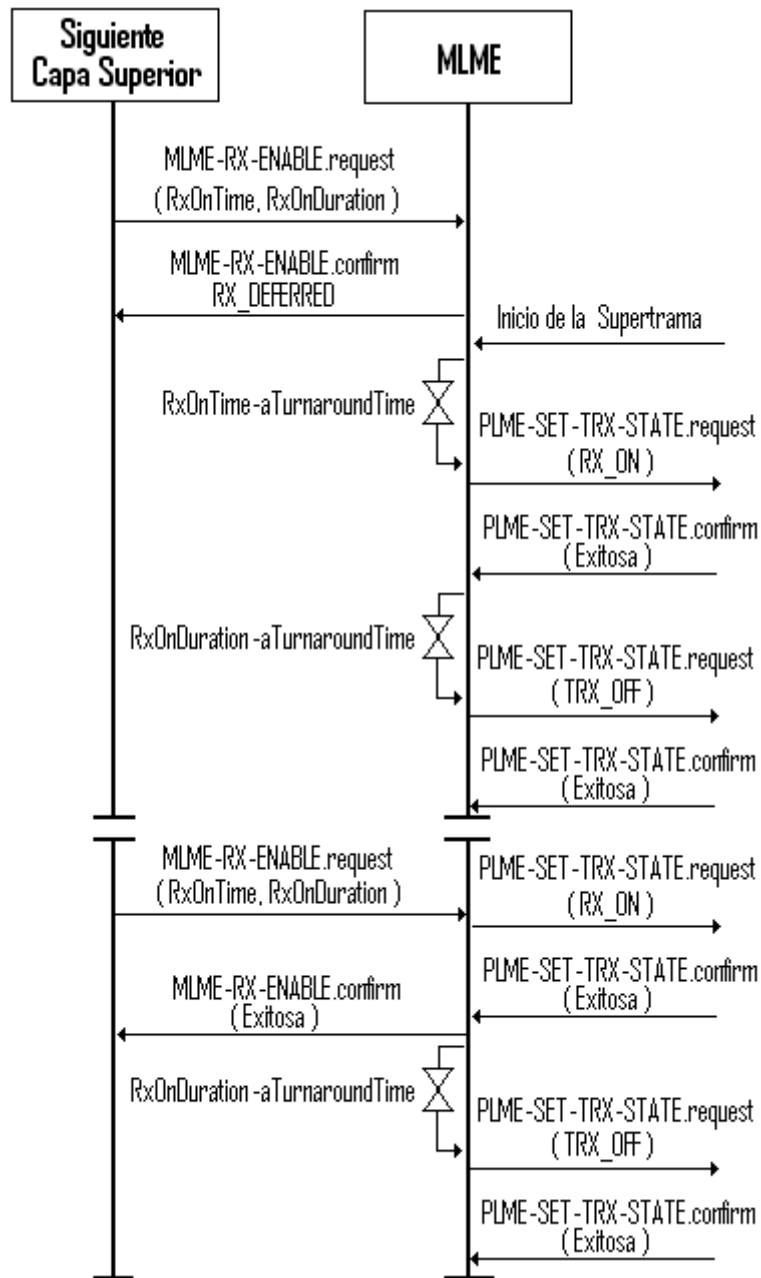 Siguiente
Capa Superior
MLME
MLME-RX-ENABLE.request
( RxOnTime, RxOnDuration )
MLME-RX-ENABLE.confirm
RX_DEFERRED
Inicio de la Supertrama
RxOnTime-aTurnaroundTime
PLME-SET-TRX-STATE.request
( RX_ON )
PLME-SET-TRX-STATE.confirm
( Exitosa )
RxOnDuration-aTurnaroundTime
PLME-SET-TRX-STATE.request
( TRX_OFF )
PLME-SET-TRX-STATE.confirm
( Exitosa )
MLME-RX-ENABLE.request
( RxOnTime, RxOnDuration )
PLME-SET-TRX-STATE.request
( RX_ON )
PLME-SET-TRX-STATE.confirm
( Exitosa )
MLME-RX-ENABLE.confirm
( Exitosa )
RxOnDuration-aTurnaroundTime
PLME-SET-TRX-STATE.request
( TRX_OFF )
PLME-SET-TRX-STATE.confirm
( Exitosa )